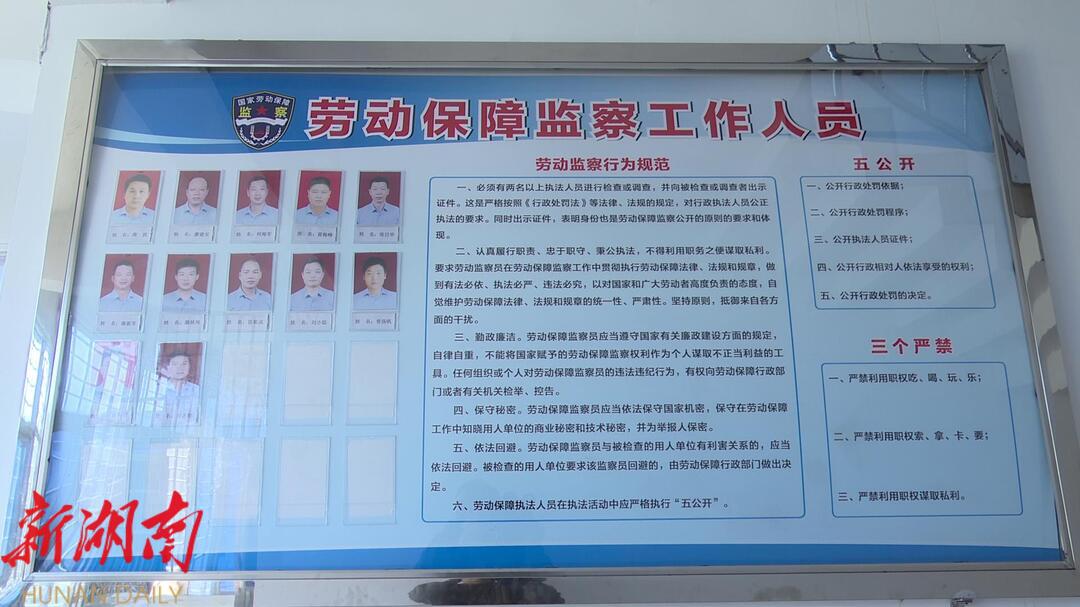 国家劳动保障
监 察
劳动保障监察工作人员
劳动监察行为规范
一、必须有两名以上执法人员进行检查或调查，并向被检查或调查者出示
证件。这是严格按照《行政处罚法》等法律、法规的规定，对行政执法人员公正
执法的要求。同时出示证件，表明身份也是劳动保障监察公开的原则的要求和体
现。
二、认真履行职责、忠于职守、秉公执法，不得利用职务之便谋取私利。
要求劳动监察员在劳动保障监察工作中贯彻执行劳动保障法律、法规和规章，做
到有法必依、执法必严、违法必究，以对国家和广大劳动者高度负责的态度，自
觉维护劳动保障法律、法规和规章的统一性、严肃性。坚持原则，抵御来自各方
面的干扰。
三、勤政廉洁。劳动保障监察员应当遵守国家有关廉政建设方面的规定，
自律自重，不能将国家赋予的劳动保障监察权利作为个人谋取不正当利益的工
具。任何组织或个人对劳动保障监察员的违法违纪行为，有权向劳动保障行政部
门或者有关机关检举、控告。
四、保守秘密。劳动保障监察员应当依法保守国家机密，保守在劳动保障
工作中知晓用人单位的商业秘密和技术秘密，并为举报人保密。
五、依法回避。劳动保障监察员与被检查的用人单位有利害关系的，应当
依法回避。被检查的用人单位要求该监察员回避的，由劳动保障行政部门做出决
定。
六、劳动保障执法人员在执法活动中应严格执行“五公开”。
五公开
一、公开行政处罚依据；
二、公开行政处罚程序；
三、公开执法人员证件；
四、公开行政相对人依法享受的权利；
五、公开行政处罚的决定。
三个严禁
一、严禁利用职权吃、喝、玩、乐；
二、严禁利用职权索、拿、卡、要；
三、严禁利用职权谋取私利。
新湖南
HUNAN DAILY